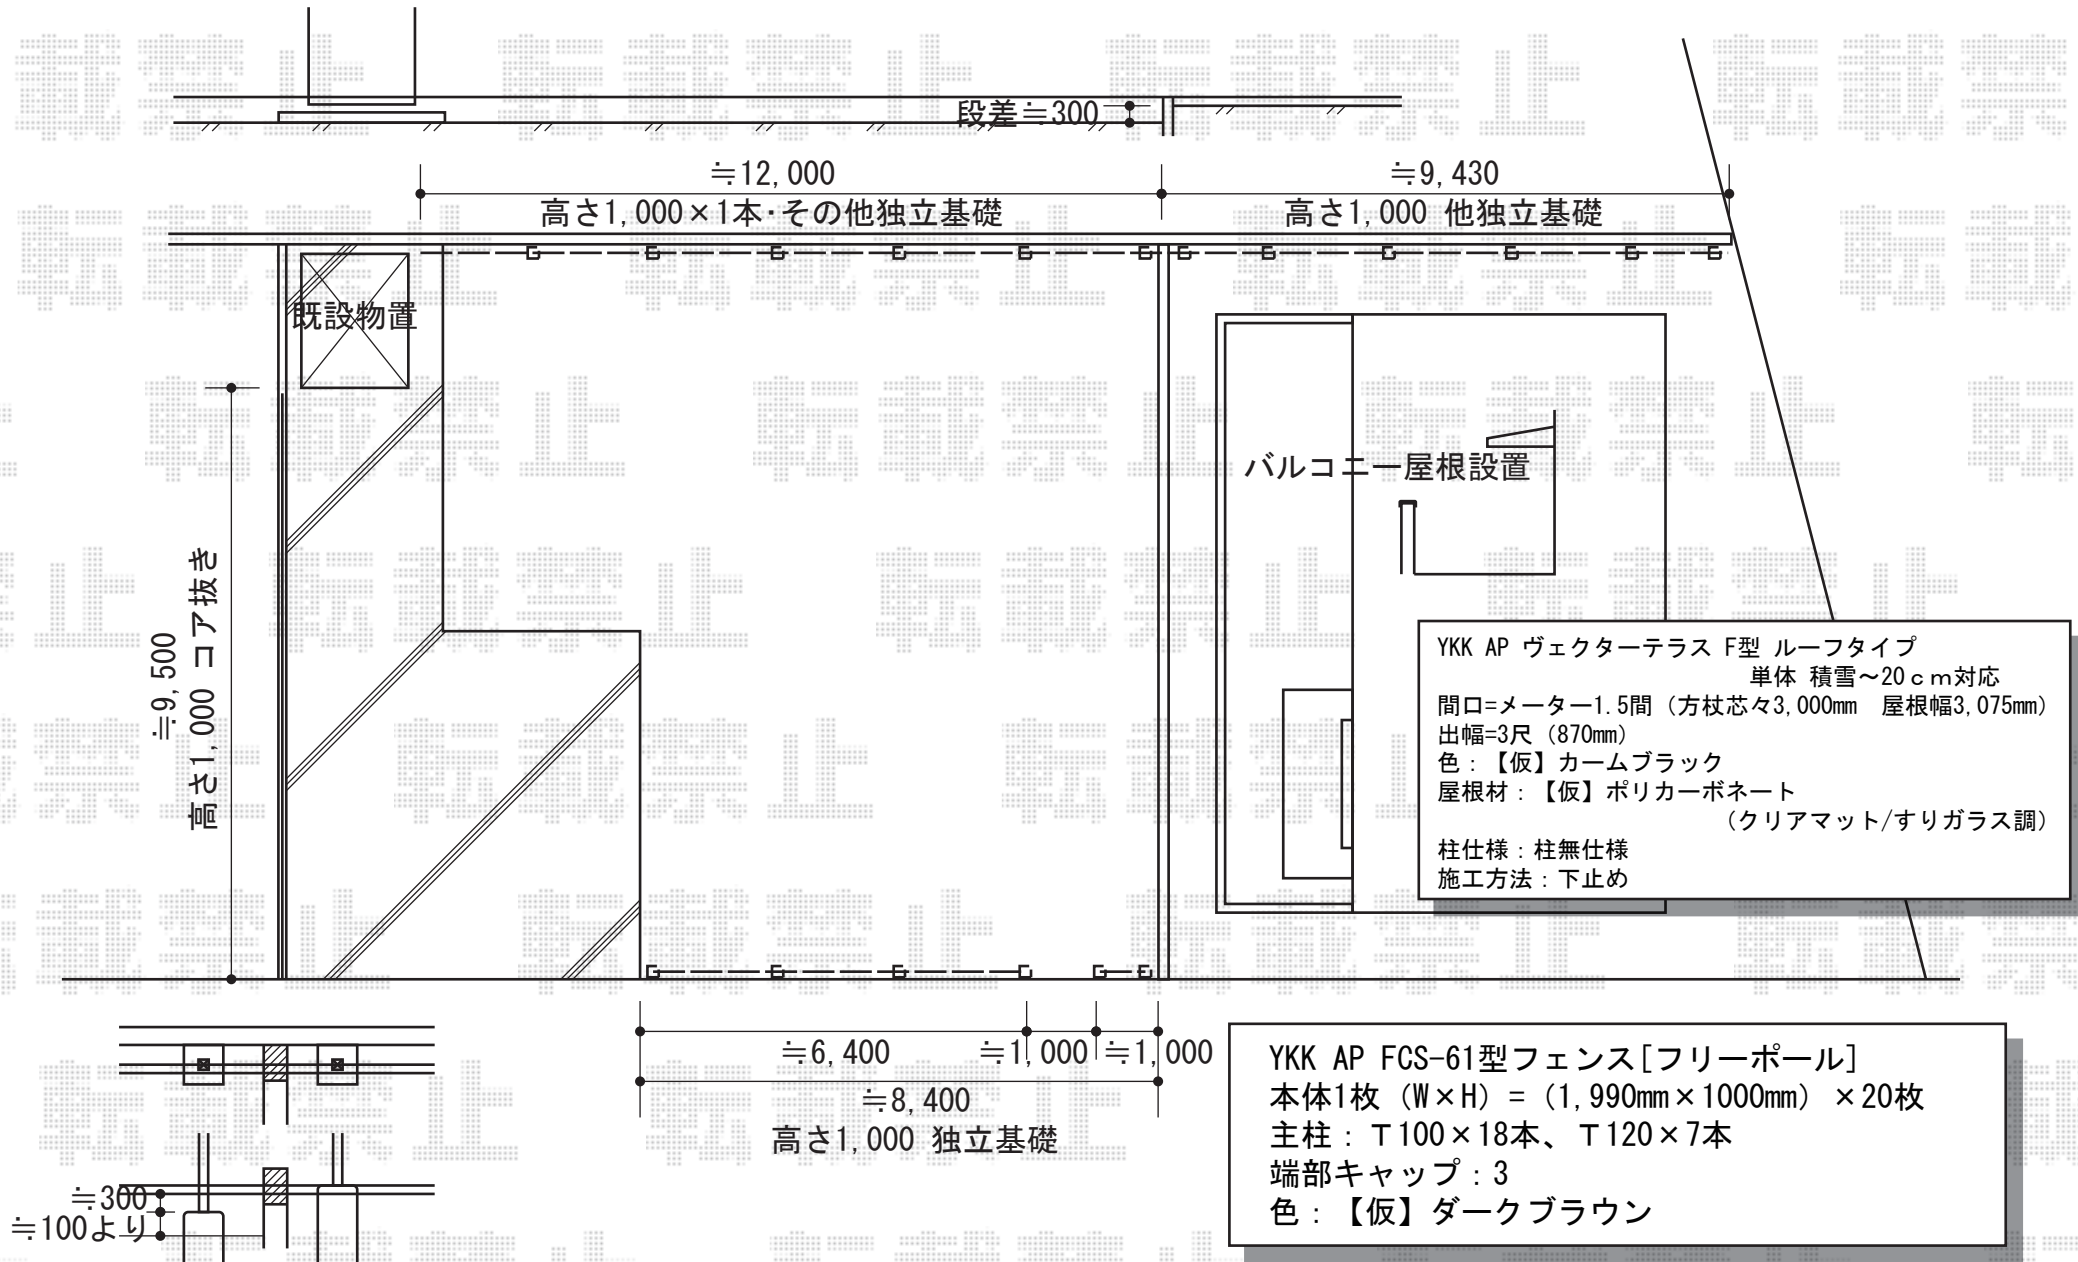 段差≒300
≒12,000
≒9,430
高さ1,000×1本・その他独立基礎
高さ1,000 他独立基礎
既設物置
バルコニー屋根設置
≒9,500
高さ1,000 コア抜き
YKK AP ヴェクターテラス F型 ルーフタイプ
単体 積雪～20cm対応
間口=メーター1.5間（方杖芯々3,000mm 屋根幅3,075mm）
出幅=3尺（870mm）
色：【仮】カームブラック
屋根材：【仮】ポリカーボネート
（クリアマット/すりガラス調）
柱仕様：柱無仕様
施工方法：下止め
≒6,400
≒1,000
≒1,000
≒8,400
高さ1,000 独立基礎
YKK AP FCS-61型フェンス[フリーポール]
本体1枚（W×H）=（1,990mm×1000mm）×20枚
主柱：T100×18本、T120×7本
端部キャップ：3
色：【仮】ダークブラウン
≒300
≒100より
転載禁止